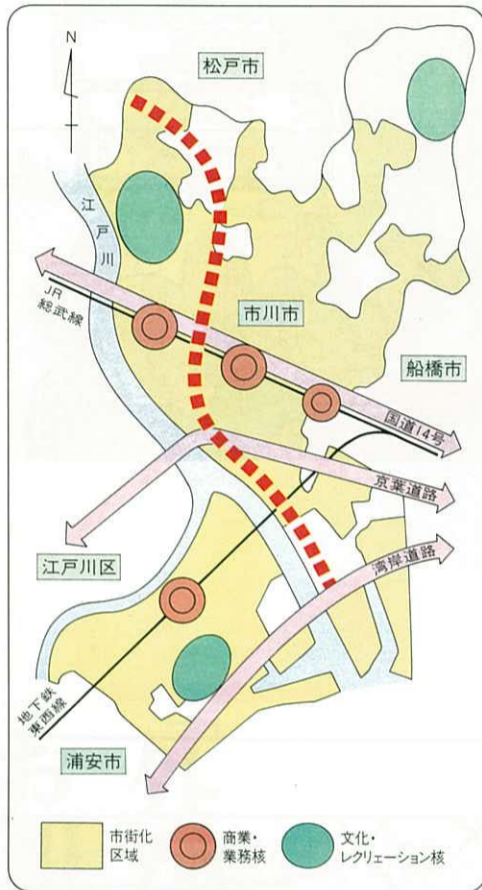 N
松戸市
江戸川
JR
総武線
市川市
船橋市
国道14号
京葉道路
江戸川区
湾岸道路
地下鉄
東西線
浦安市
市街化
区域
商業・
業務核
文化・
レクリェーション核